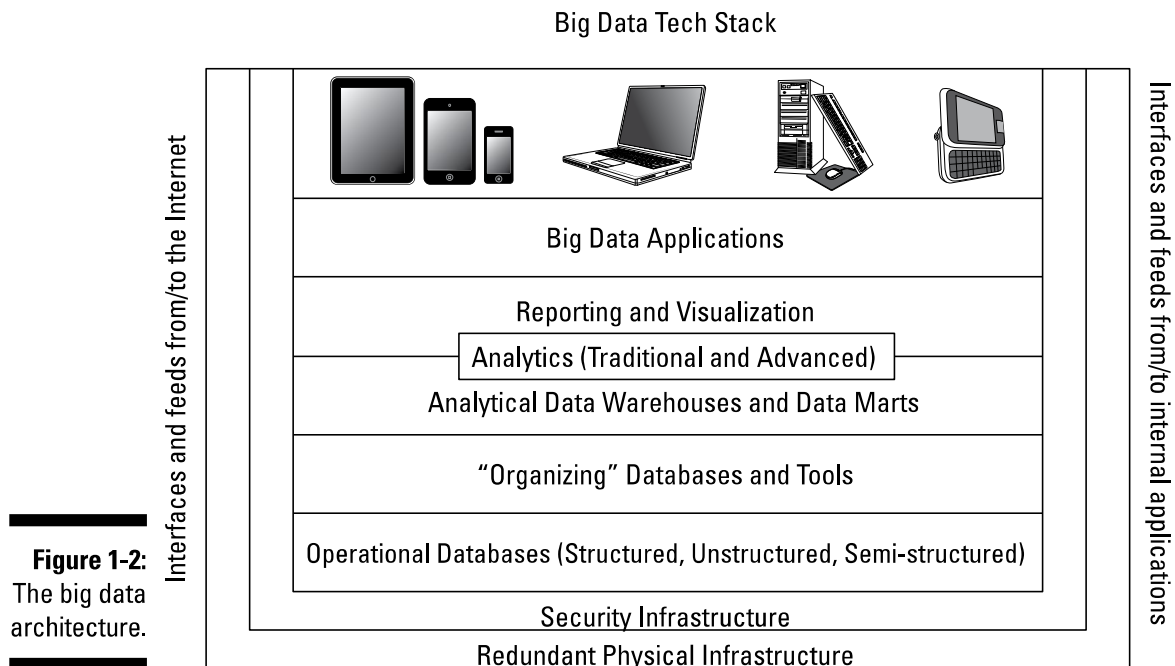 Big Data Tech Stack
Interfaces and feeds from/to the Internet
Interfaces and feeds from/to internal applications
Big Data Applications
Reporting and Visualization
Analytics (Traditional and Advanced)
Analytical Data Warehouses and Data Marts
“Organizing” Databases and Tools
Operational Databases (Structured, Unstructured, Semi-structured)
Security Infrastructure
Redundant Physical Infrastructure
Figure 1-2:
The big data
architecture.